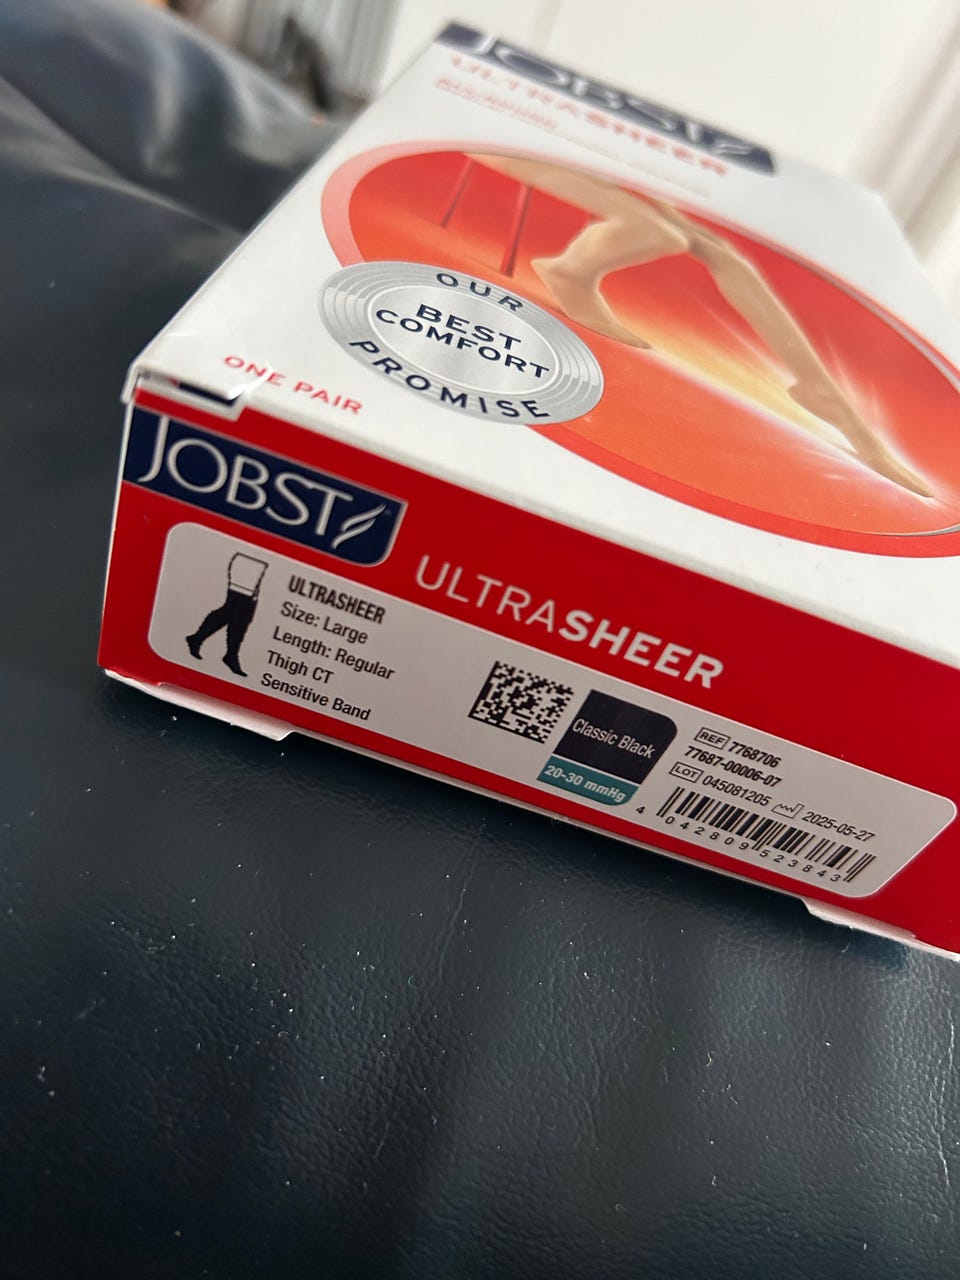 JOBST
ULTRASHEER
OUR
BEST
COMFORT
PROMISE
ONE PAIR
JOBST
ULTRASHEER
ULTRASHEER
Size: Large
Length: Regular
Thigh CT
Sensitive Band
Classic Black
20-30 mmHg
REF 7768706
77687-00006-07
LOT 045081205 2025-05-27
4 042809 523843